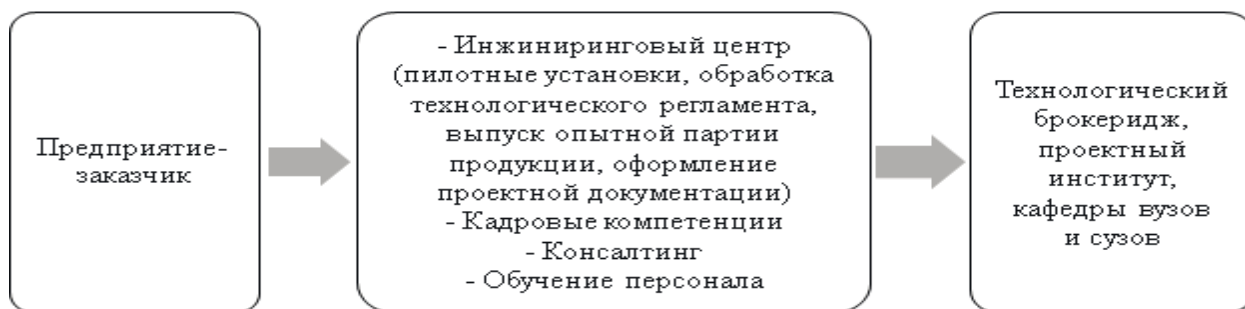 Предприятие-
заказчик
- Инжиниринговый центр
(пилотные установки, обработка
технологического регламента,
выпуск опытной партии
продукции, оформление
проектной документации)
- Кадровые компетенции
- Консалтинг
- Обучение персонала
Технологический
брокеридж,
проектный
институт,
кафедры вузов
и сузов